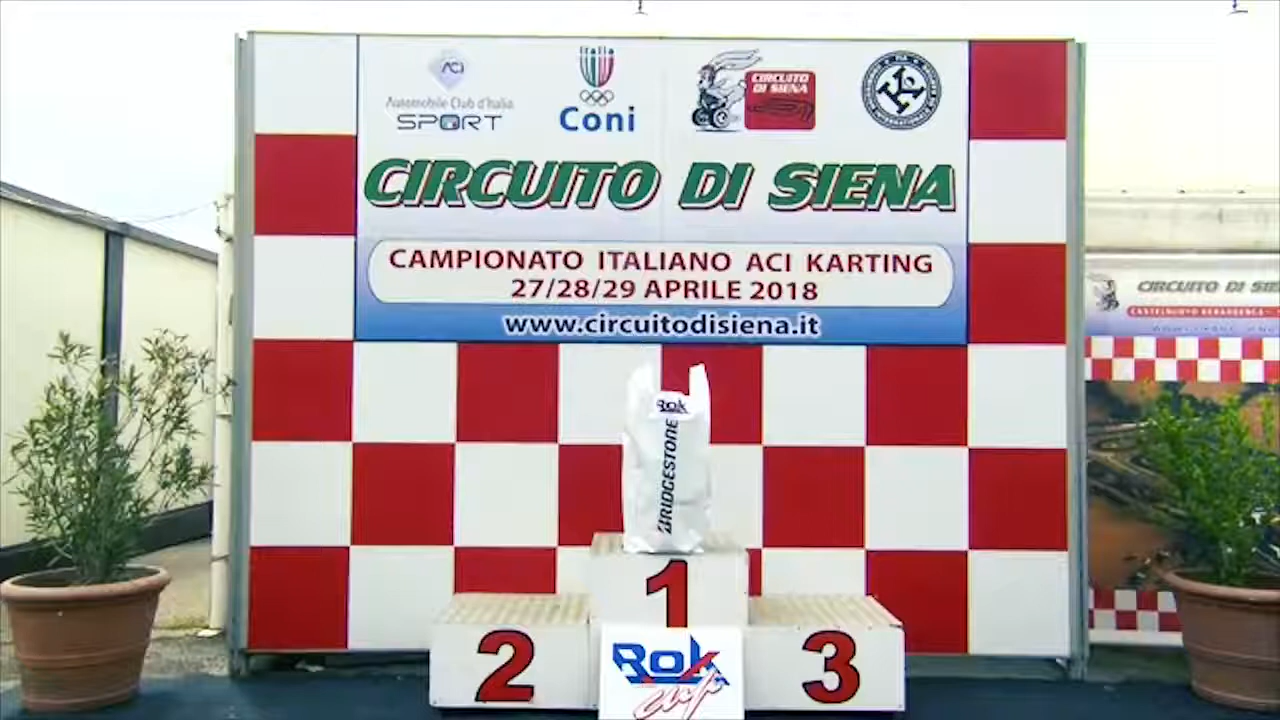 ACI
Automobile Club d'Italia
SPORT
italia
Coni
CIRCUITO
DI SIENA
CIRCUITO DI SIENA
CAMPIONATO ITALIANO ACI KARTING
27/28/29 APRILE 2018
www.circuitodisiena.it
CIRCUITO DI SIE
Rok
BRIDGESTONE
1
2
3
Rok
cup